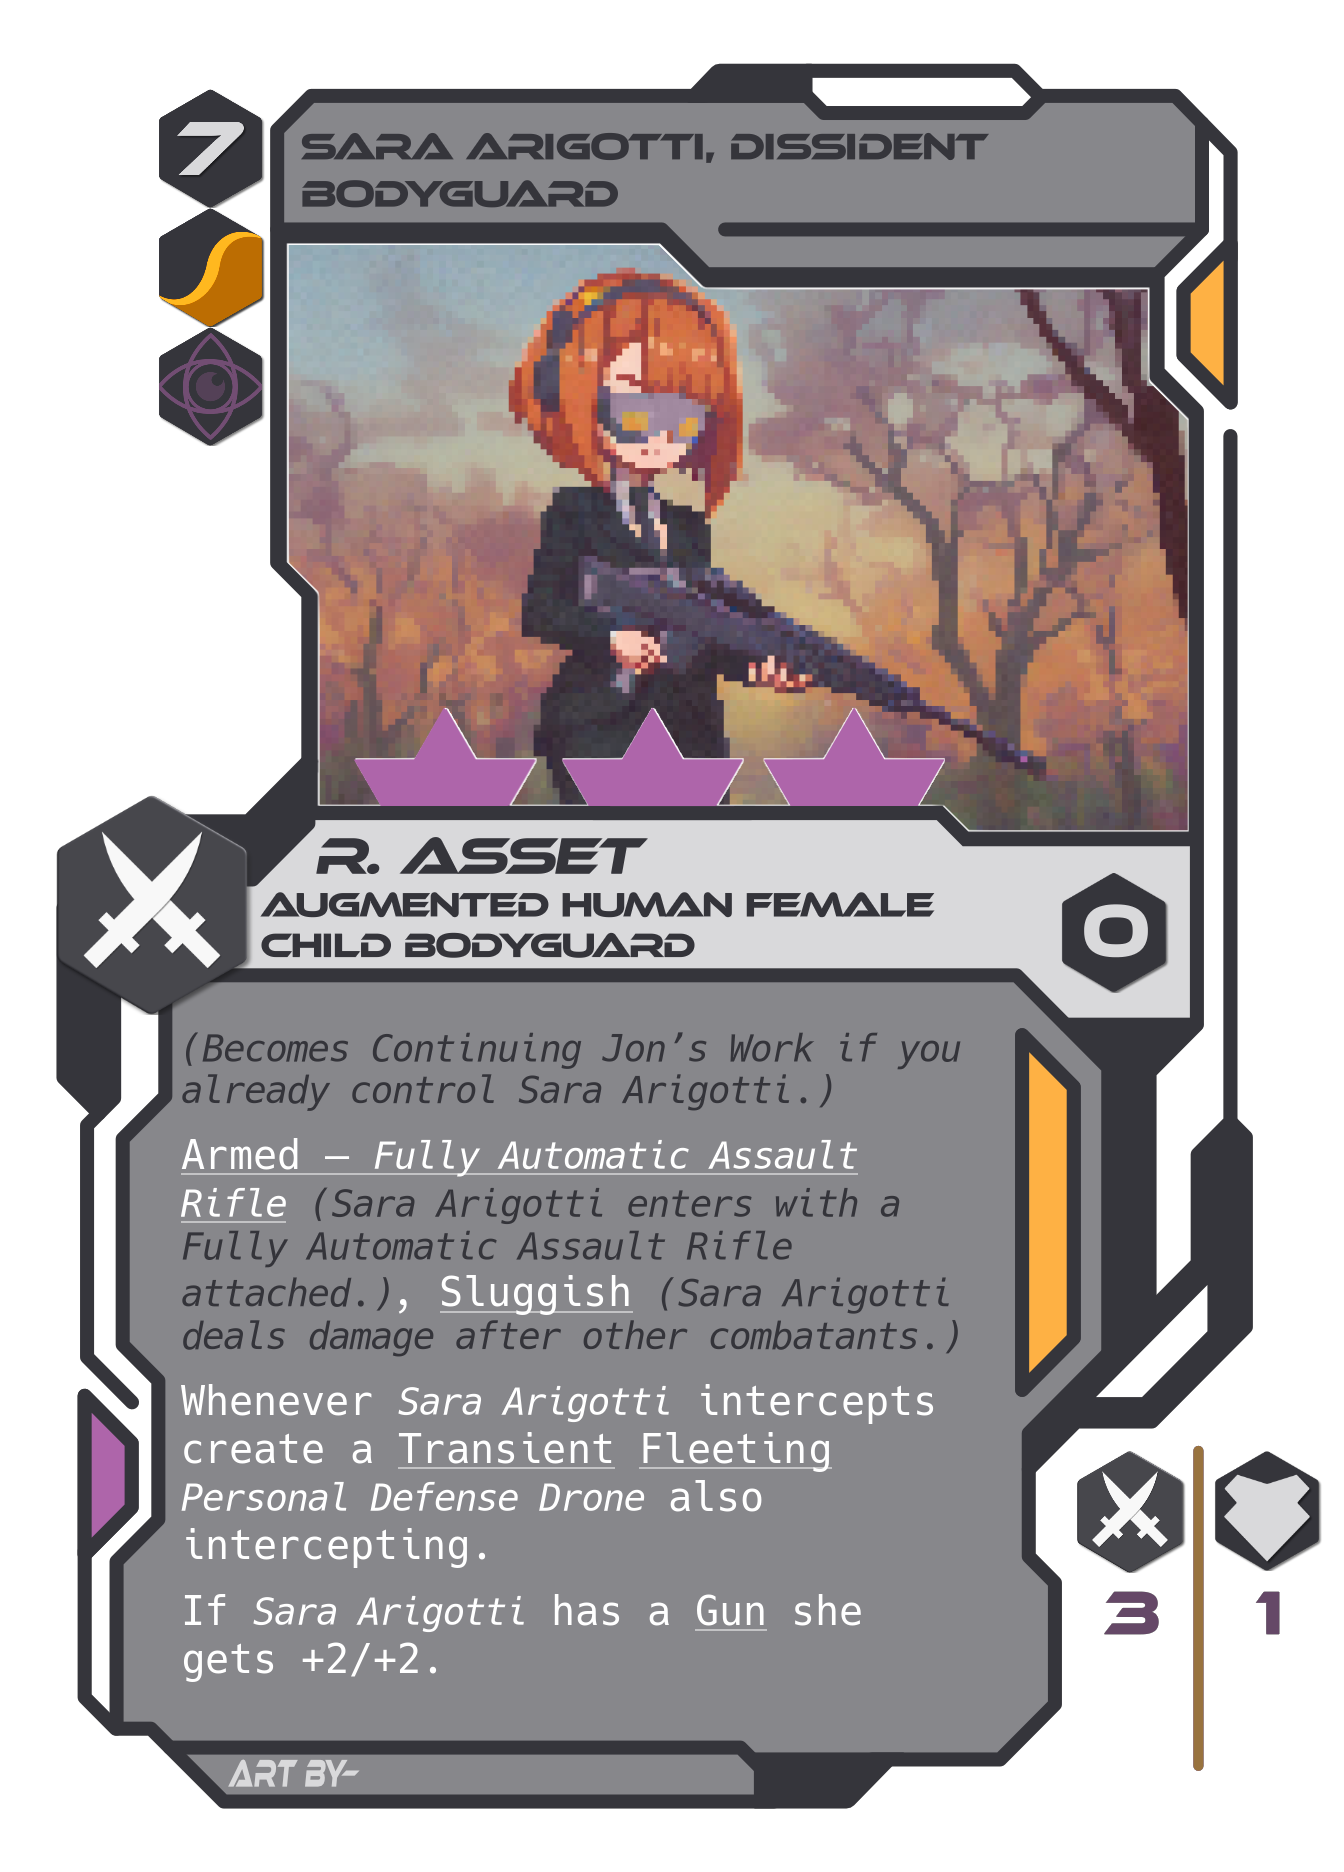 7
SARA ARIGOTTI, DISSIDENT
BODYGUARD
R. ASSET
AUGMENTED HUMAN FEMALE
CHILD BODYGUARD
0
(Becomes Continuing Jon’s Work if you
already control Sara Arigotti.)
Armed – Fully Automatic Assault
Rifle (Sara Arigotti enters with a
Fully Automatic Assault Rifle
attached.), Sluggish (Sara Arigotti
deals damage after other combatants.)
Whenever Sara Arigotti intercepts
create a Transient Fleeting
Personal Defense Drone also
intercepting.
If Sara Arigotti has a Gun she
gets +2/+2.
3
1
ART BY-